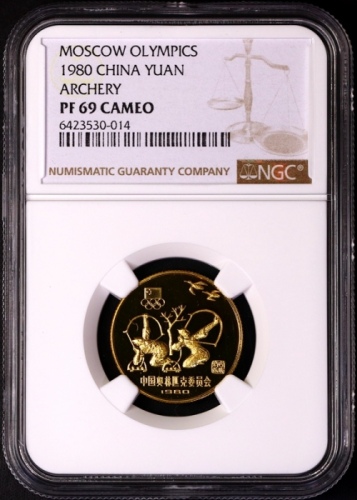 MOSCOW OLYMPICS
1980 CHINA YUAN
ARCHERY
PF 69 CAMEO
6423530-014
NUMISMATIC GUARANTY COMPANY
NGC
中国奥林匹克委员会
1980